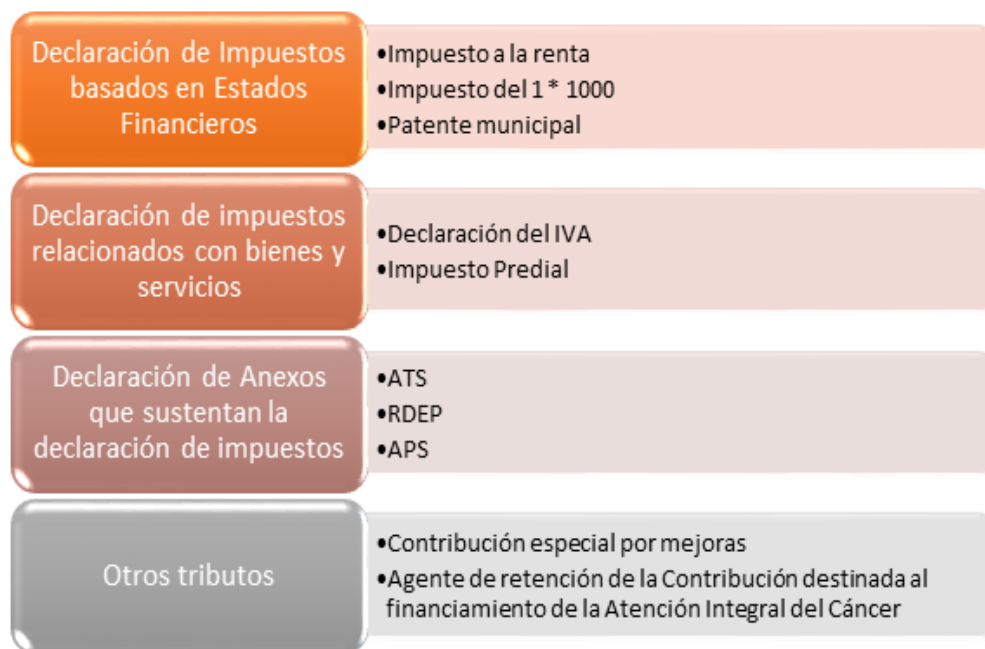 Declaración de Impuestos
basados en Estados
Financieros
•Impuesto a la renta
•Impuesto del 1 * 1000
•Patente municipal
Declaración de impuestos
relacionados con bienes y
servicios
•Declaración del IVA
•Impuesto Predial
Declaración de Anexos
que sustentan la
declaración de impuestos
•ATS
•RDEP
•APS
Otros tributos
•Contribución especial por mejoras
•Agente de retención de la Contribución destinada al
financiamiento de la Atención Integral del Cáncer